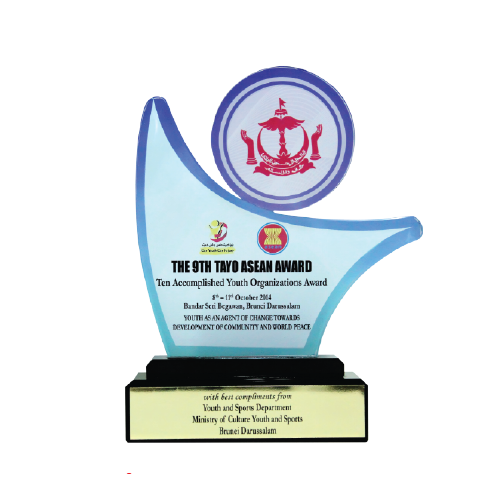 THE 9TH TAYO ASEAN AWARD
Ten Accomplished Youth Organizations Award
8th - 11th October 2014
Bandar Seri Begawan, Brunei Darussalam
YOUTH AS AN AGENT OF CHANGE TOWARDS
DEVELOPMENT OF COMMUNITY AND WORLD PEACE
with best compliments from
Youth and Sports Department
Ministry of Culture Youth and Sports
Brunei Darussalam